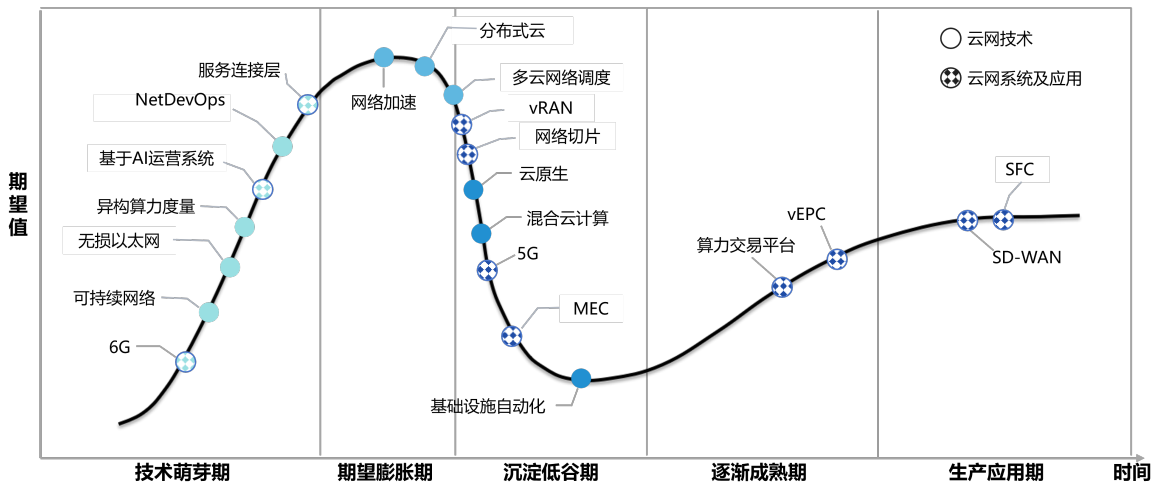 分布式云
云网技术
服务连接层
多云网络调度
云网系统及应用
NetDevOps
网络加速
vRAN
网络切片
基于AI运营系统
云原生
SFC
异构算力度量
混合云计算
vEPC
期望值
无损以太网
算力交易平台
5G
SD-WAN
可持续网络
MEC
6G
基础设施自动化
技术萌芽期
期望膨胀期
沉淀低谷期
逐渐成熟期
生产应用期
时间